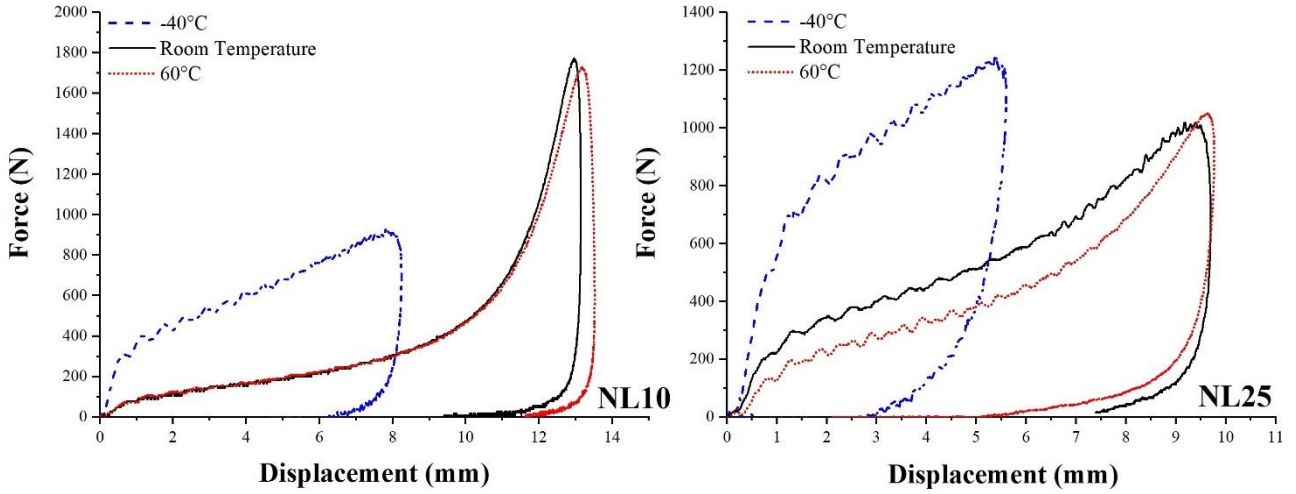 -40°C
Room Temperature
60°C
Force (N)
2000
1800
1600
1400
1200
1000
800
600
400
200
0
0 2 4 6 8 10 12 14
NL10
Displacement (mm)
-40°C
Room Temperature
60°C
Force (N)
1400
1200
1000
800
600
400
200
0
0 1 2 3 4 5 6 7 8 9 10 11
NL25
Displacement (mm)